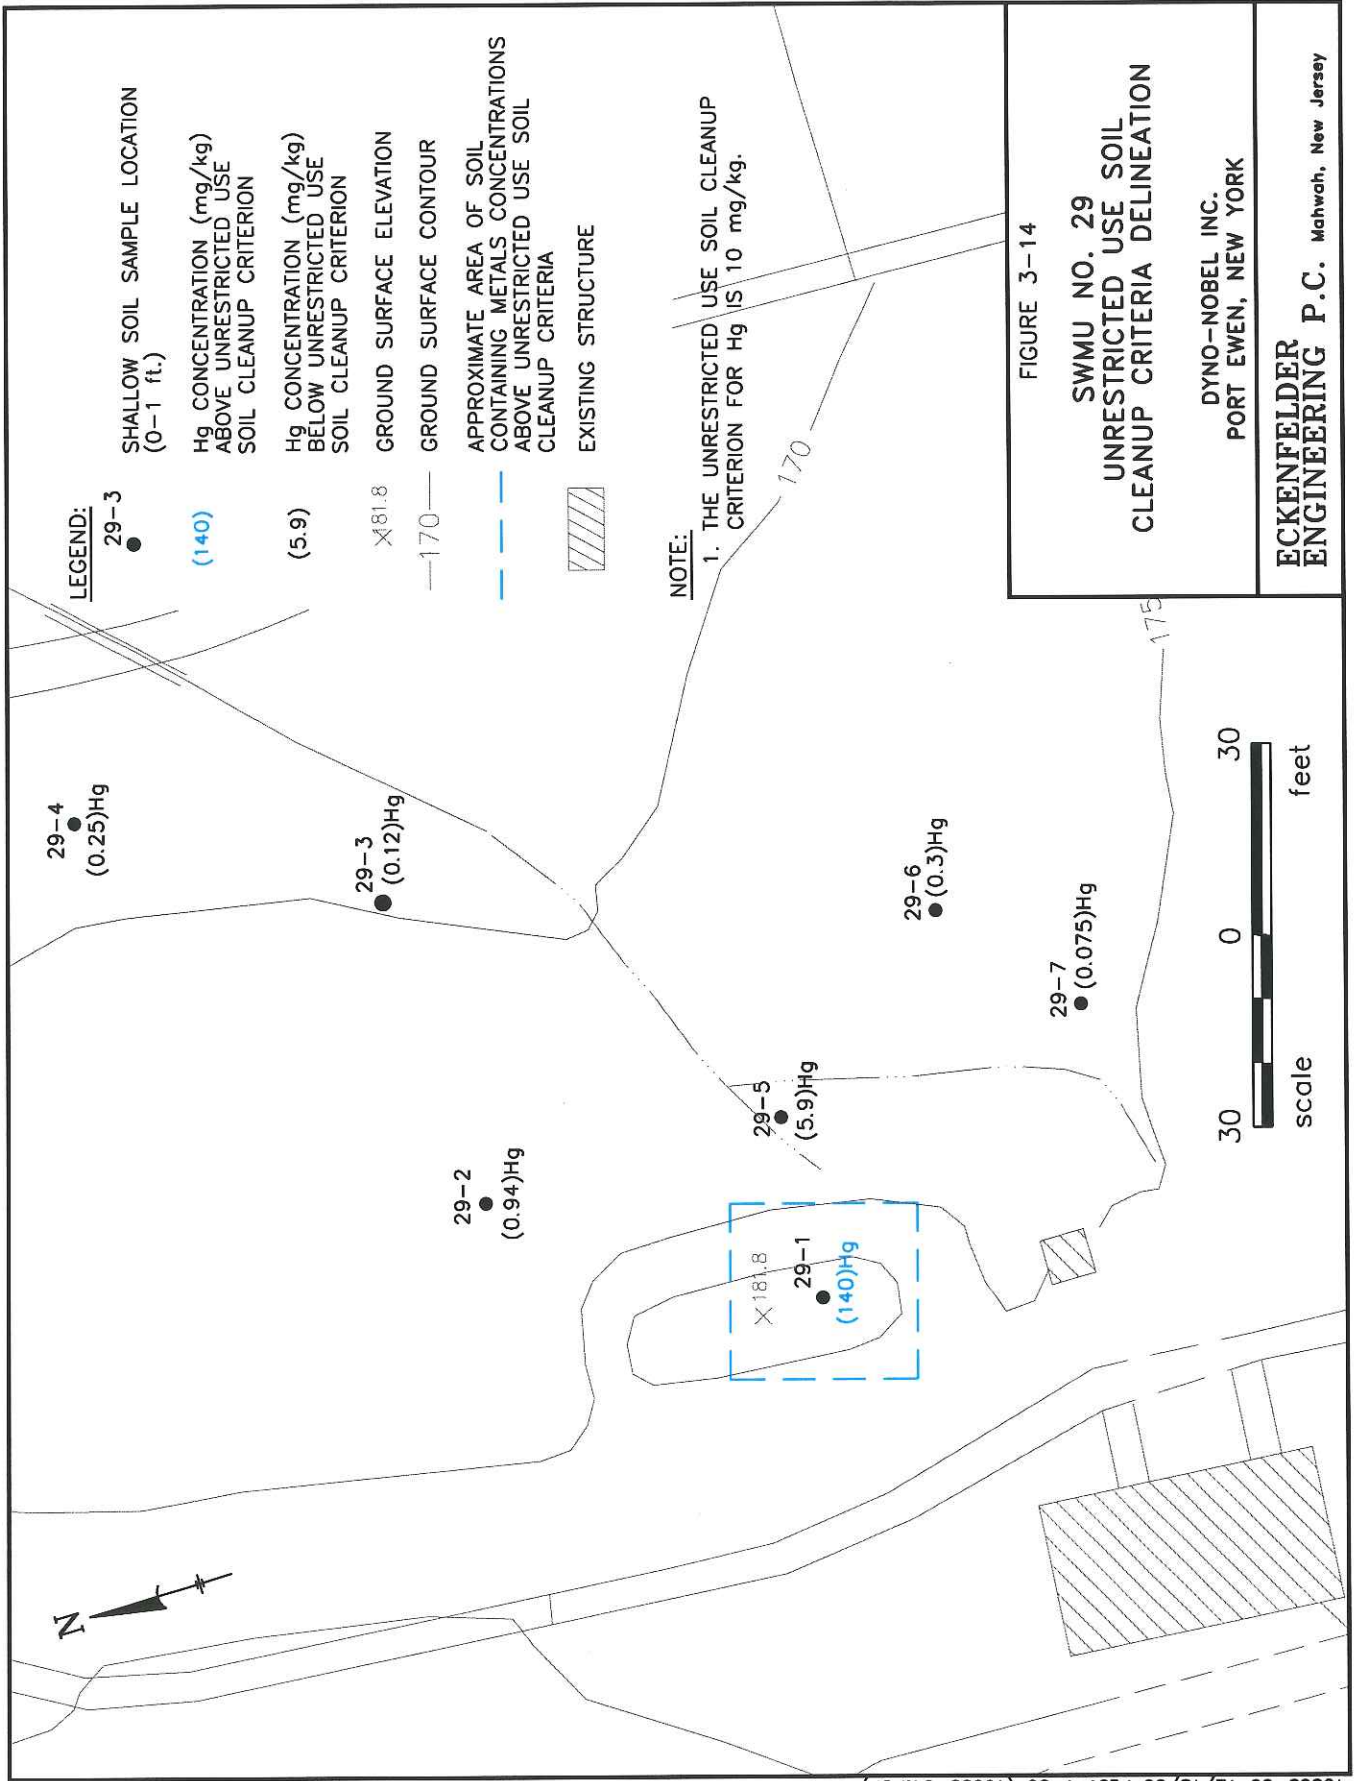 N
29-4
(0.25)Hg
29-3
(0.12)Hg
29-2
(0.94)Hg
29-5
(5.9)Hg
29-6
(0.3)Hg
29-7
(0.075)Hg
181.8
29-1
(140)Hg
170
175
30 0 30
scale feet
LEGEND:
29-3
SHALLOW SOIL SAMPLE LOCATION
(0-1 ft.)
(140)
Hg CONCENTRATION (mg/kg)
ABOVE UNRESTRICTED USE
SOIL CLEANUP CRITERION
(5.9)
Hg CONCENTRATION (mg/kg)
BELOW UNRESTRICTED USE
SOIL CLEANUP CRITERION
181.8
GROUND SURFACE ELEVATION
170
GROUND SURFACE CONTOUR
APPROXIMATE AREA OF SOIL
CONTAINING METALS CONCENTRATIONS
ABOVE UNRESTRICTED USE SOIL
CLEANUP CRITERIA
EXISTING STRUCTURE
NOTE:
1. THE UNRESTRICTED USE SOIL CLEANUP
CRITERION FOR Hg IS 10 mg/kg.
FIGURE 3-14
SWMU NO. 29
UNRESTRICTED USE SOIL
CLEANUP CRITERIA DELINEATION
DYNO-NOBEL INC.
PORT EWEN, NEW YORK
ECKENFELDER
ENGINEERING P.C. Mahwah, New Jersey